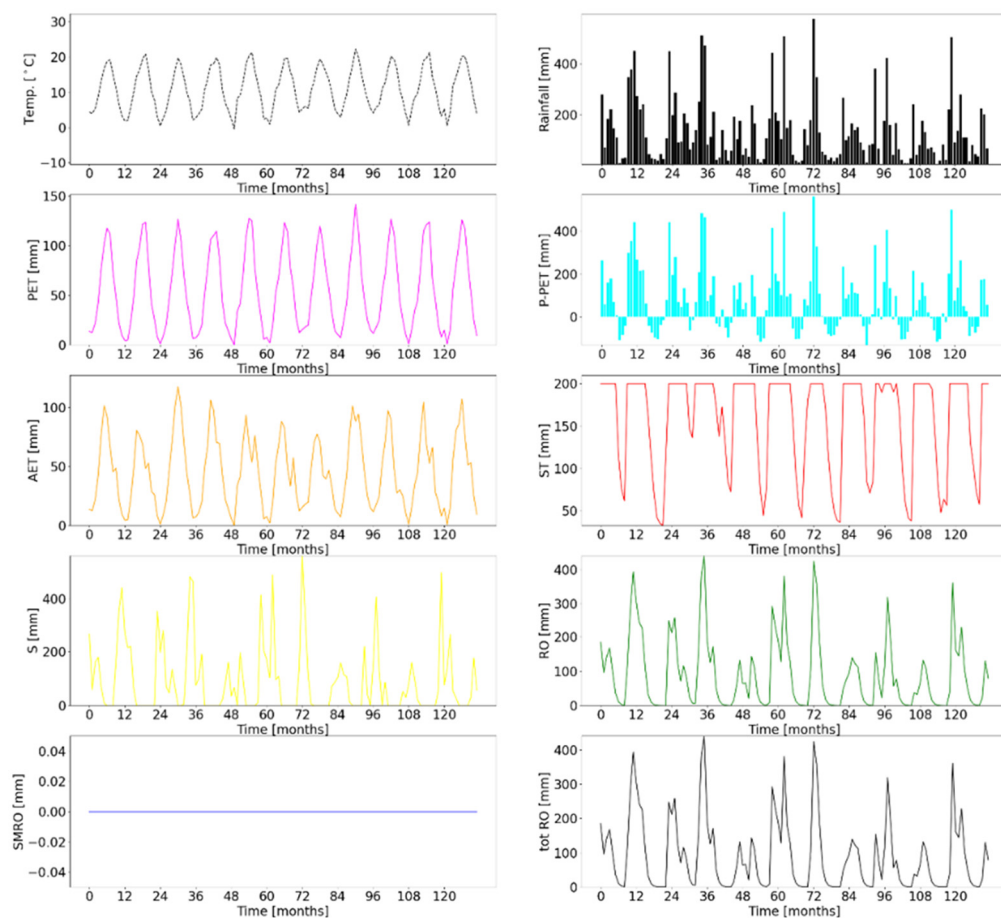 30
20
10
0
−10
Temp. [°C]
0 12 24 36 48 60 72 84 96 108 120
Time [months]
400
200
Rainfall [mm]
0 12 24 36 48 60 72 84 96 108 120
Time [months]
150
100
50
0
PET [mm]
0 12 24 36 48 60 72 84 96 108 120
Time [months]
400
200
0
P-PET [mm]
0 12 24 36 48 60 72 84 96 108 120
Time [months]
100
50
0
AET [mm]
0 12 24 36 48 60 72 84 96 108 120
Time [months]
200
150
100
50
ST [mm]
0 12 24 36 48 60 72 84 96 108 120
Time [months]
400
200
0
S [mm]
0 12 24 36 48 60 72 84 96 108 120
Time [months]
400
300
200
100
0
RO [mm]
0 12 24 36 48 60 72 84 96 108 120
Time [months]
0.04
0.02
0.00
−0.02
−0.04
SMRO [mm]
0 12 24 36 48 60 72 84 96 108 120
Time [months]
400
300
200
100
0
tot RO [mm]
0 12 24 36 48 60 72 84 96 108 120
Time [months]